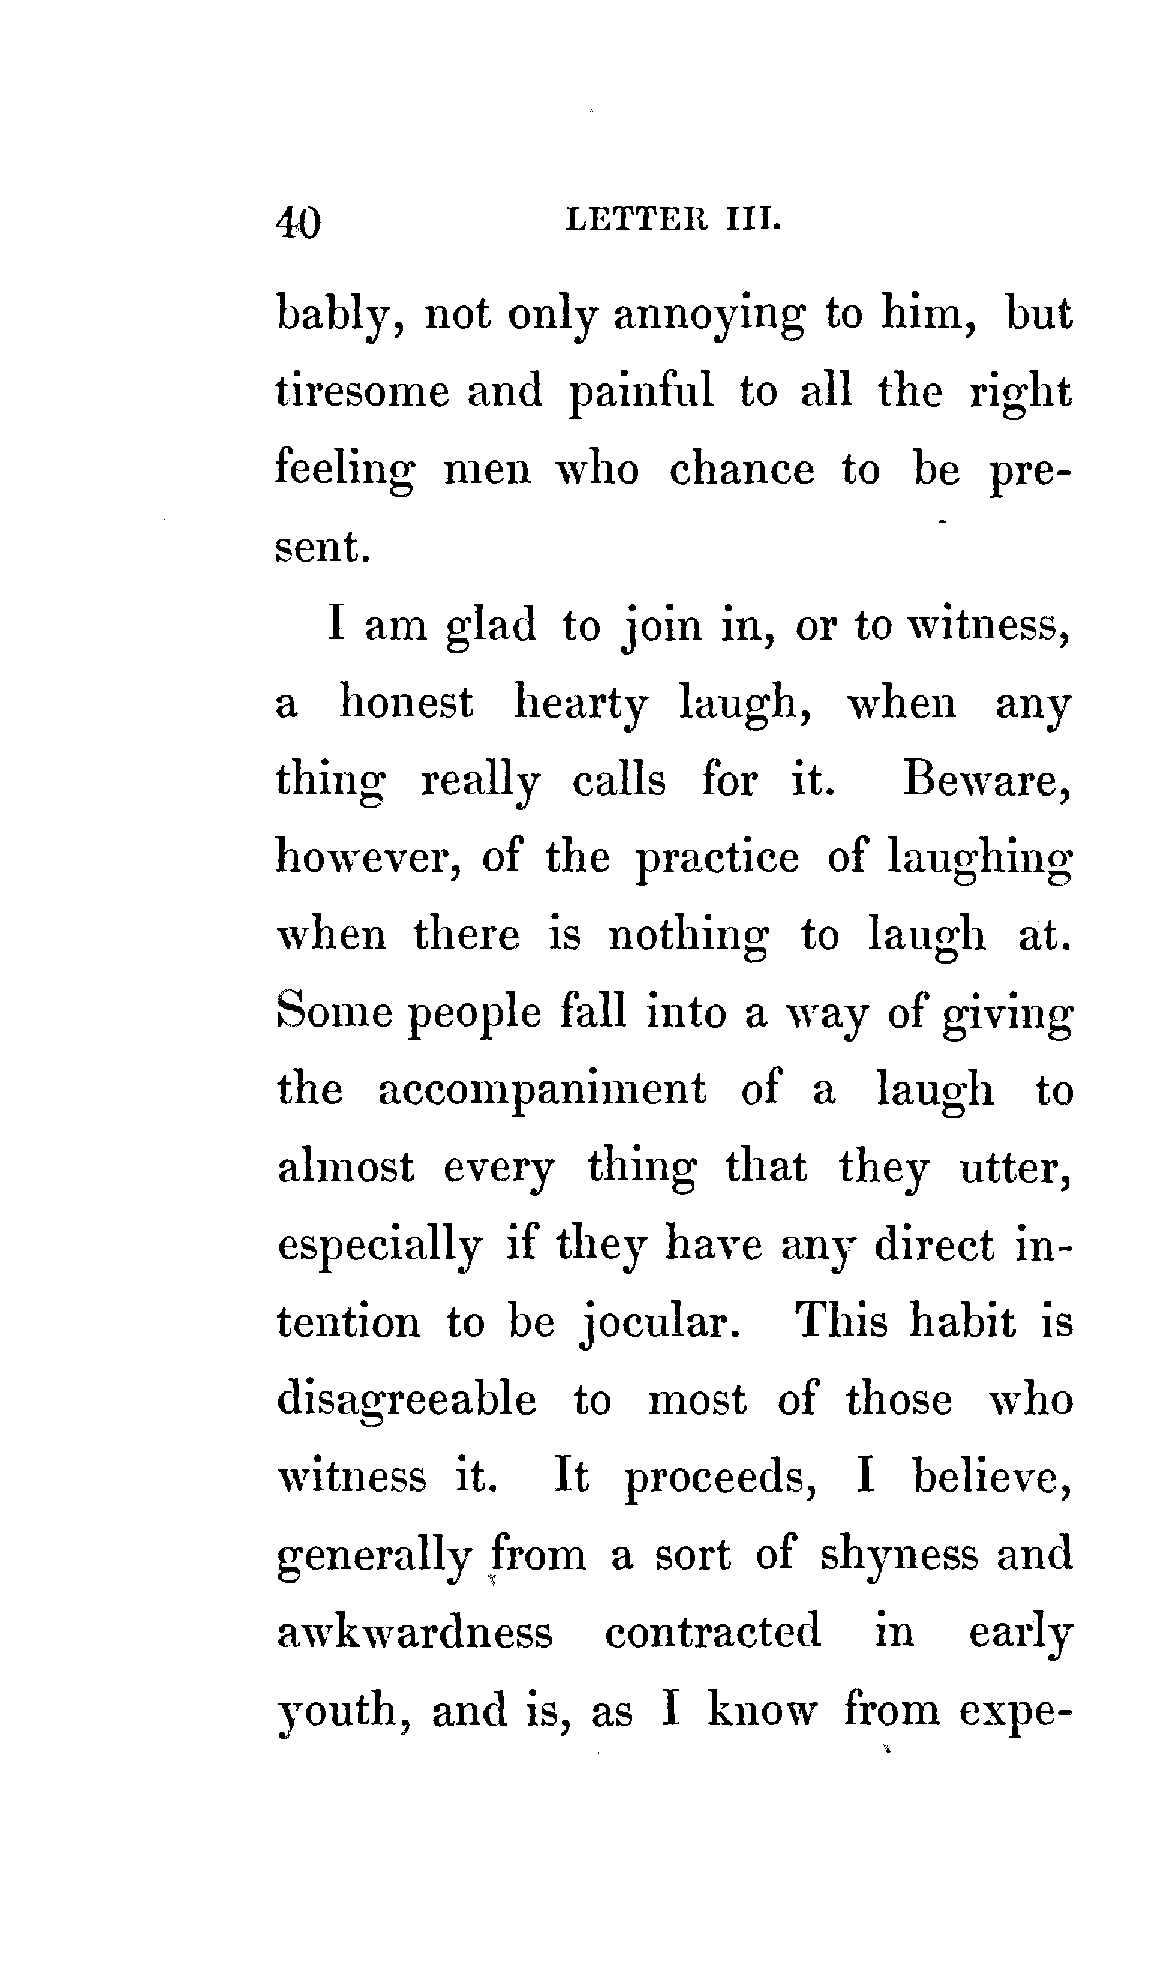 40 LETTER III.
bably, not only annoying to him, but
tiresome and painful to all the right
feeling men who chance to be pre-
sent.
I am glad to join in, or to witness,
a honest hearty laugh, when any
thing really calls for it. Beware,
however, of the practice of laughing
when there is nothing to laugh at.
Some people fall into a way of giving
the accompaniment of a laugh to
almost every thing that they utter,
especially if they have any direct in-
tention to be jocular. This habit is
disagreeable to most of those who
witness it. It proceeds, I believe,
generally from a sort of shyness and
awkwardness contracted in early
youth, and is, as I know from expe-